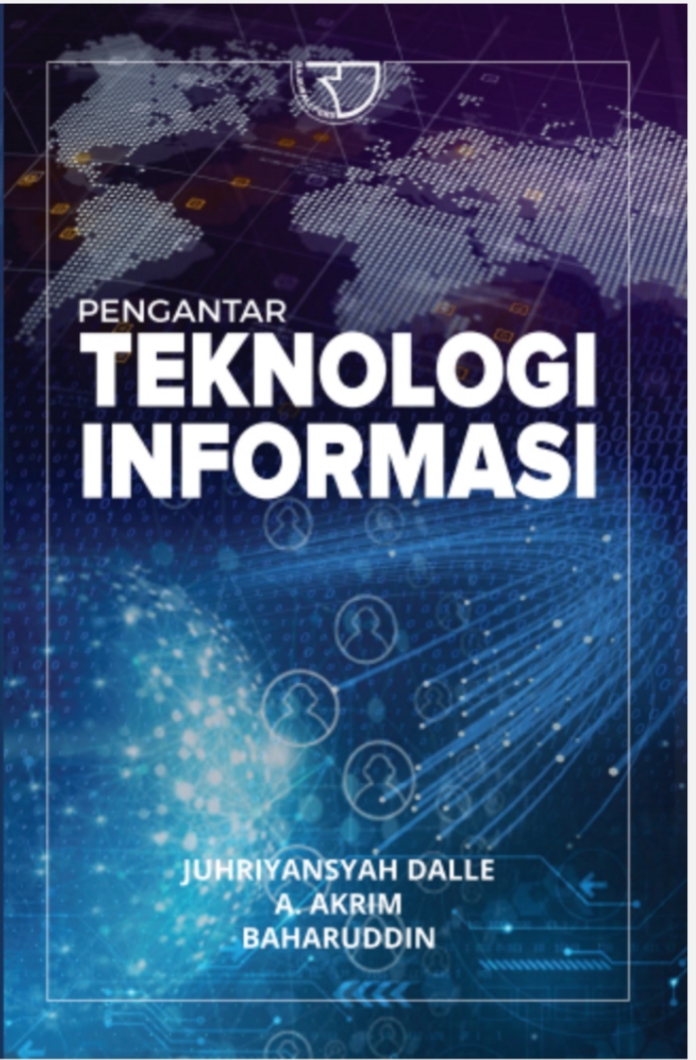 PENGANTAR
TEKNOLOGI
INFORMASI
JUHRIYANSYAH DALLE
A. AKRIM
BAHARUDDIN